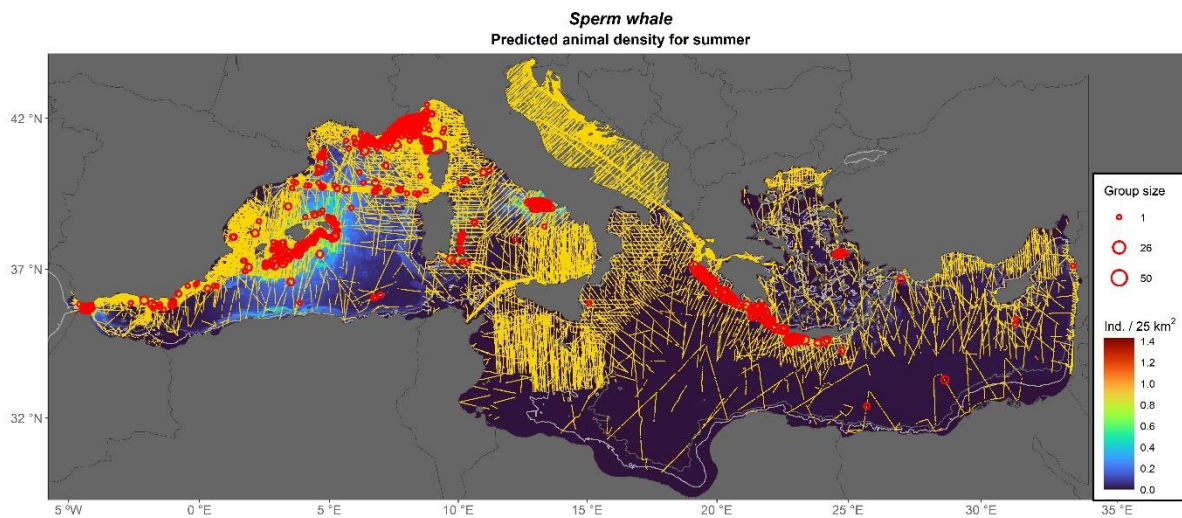 Sperm whale
Predicted animal density for summer
42 °N
37 °N
32 °N
5 °W
0 °E
5 °E
10 °E
15 °E
20 °E
25 °E
30 °E
35 °E
Group size
1
26
50
Ind. / 25 km²
1.4
1.2
1.0
0.8
0.6
0.4
0.2
0.0